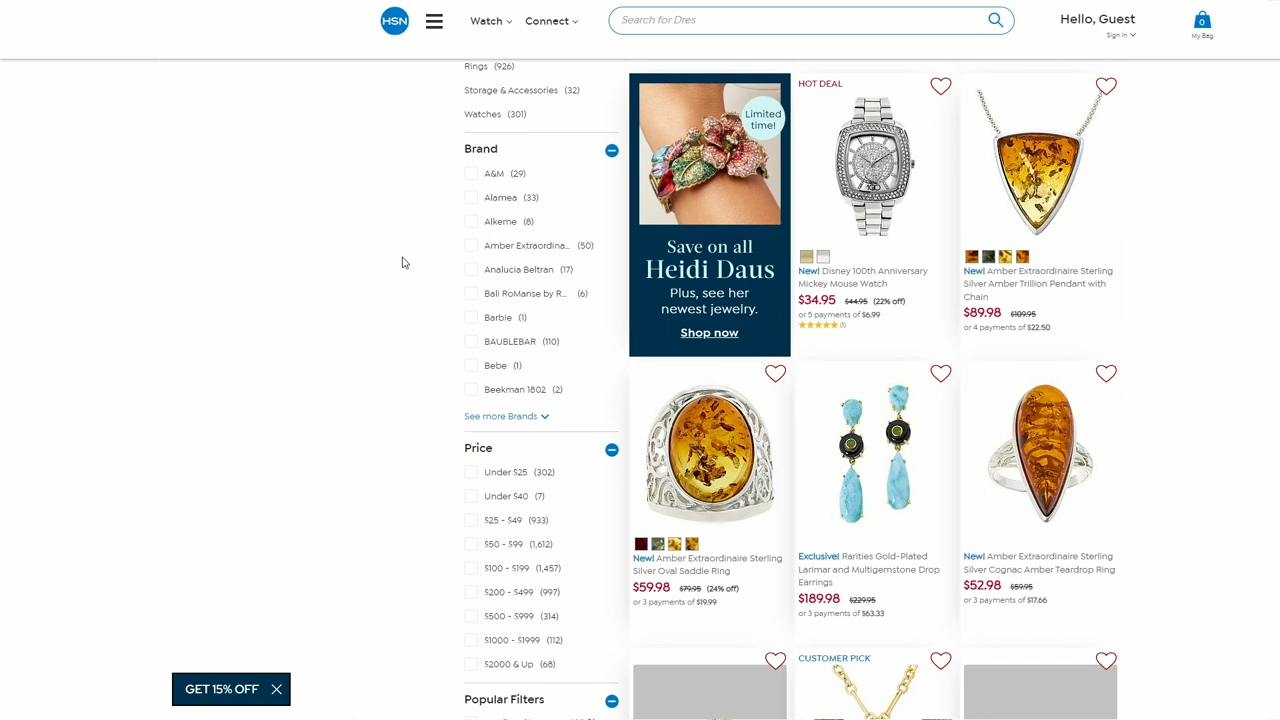 HSN
Watch
Connect
Search for Dres
Hello, Guest
Sign In
0
My Bag
Rings (926)
Storage & Accessories (32)
Watches (301)
Brand
A&M (29)
Alamea (33)
Alkeme (8)
Amber Extraordina... (50)
Analucia Beltran (17)
Bali RoManse by R... (6)
Barbie (1)
BAUBLEBAR (110)
Bebe (1)
Beekman 1802 (2)
See more Brands
Price
Under $25 (302)
Under $40 (7)
$25 - $49 (933)
$50 - $99 (1,612)
$100 - $199 (1,457)
$200 - $499 (997)
$500 - $999 (314)
$1000 - $1999 (112)
$2000 & Up (68)
Popular Filters
Limited
time!
Save on all
Heidi Daus
Plus, see her
newest jewelry.
Shop now
HOT DEAL
New! Disney 100th Anniversary
Mickey Mouse Watch
$34.95 $44.95 (22% off)
or 5 payments of $6.99
(1)
New! Amber Extraordinaire Sterling
Silver Amber Trillion Pendant with
Chain
$89.98 $109.95
or 4 payments of $22.50
New! Amber Extraordinaire Sterling
Silver Oval Saddle Ring
$59.98 $79.95 (24% off)
or 3 payments of $19.99
Exclusive! Rarities Gold-Plated
Larimar and Multigemstone Drop
Earrings
$189.98 $229.95
or 3 payments of $63.33
New! Amber Extraordinaire Sterling
Silver Cognac Amber Teardrop Ring
$52.98 $59.95
or 3 payments of $17.66
CUSTOMER PICK
GET 15% OFF